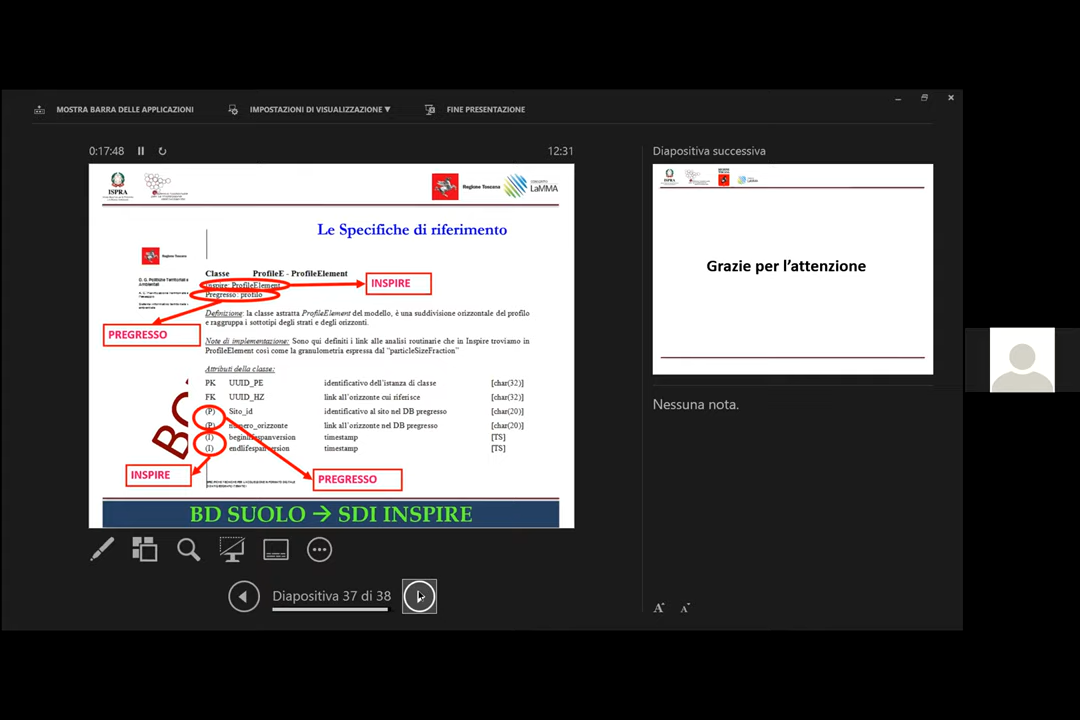 MOSTRA BARRA DELLE APPLICAZIONI
IMPOSTAZIONI DI VISUALIZZAZIONE ▼
FINE PRESENTAZIONE
0:17:48
12:31
ISPRA
Regione Toscana
LaMMA
Le Specifiche di riferimento
Classe ProfileE - ProfileElement
Inspire: ProfileElement
INSPIRE
Pregresso: profilo
PREGRESSO
Definizione: la classe astratta ProfileElement del modello, è una suddivisione orizzontale del profilo
e raggruppa i sottotipi degli strati e degli orizzonti.
Note di implementazione: Sono qui definiti i link alle analisi routinarie che in Inspire troviamo in
ProfileElement così come la granulometria espressa dal "particleSizeFraction"
Attributi della classe:
PK UUID_PE identificativo dell'istanza di classe [char(32)]
FK UUID_HZ link all'orizzonte cui riferisce [char(32)]
(P) Sito_id identificativo al sito nel DB pregresso [char(20)]
(P) numero_orizzonte link all'orizzonte nel DB pregresso [char(20)]
(I) beginlifespanversion timestamp [TS]
(I) endlifespanversion timestamp [TS]
INSPIRE
PREGRESSO
BD SUOLO → SDI INSPIRE
Diapositiva 37 di 38
Diapositiva successiva
ISPRA
Grazie per l'attenzione
Nessuna nota.
A A